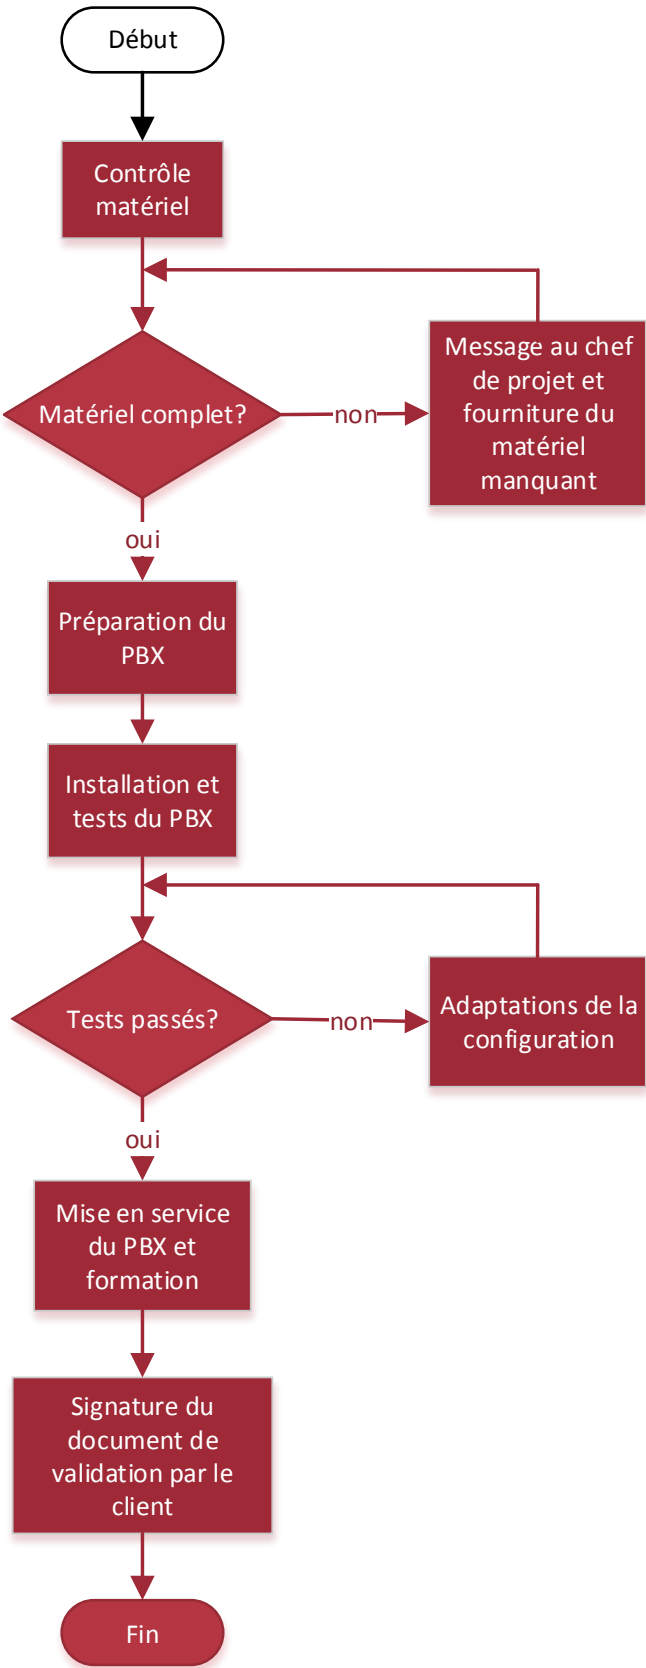 Début
Contrôle
matériel
Matériel complet?
non
Message au chef
de projet et
fourniture du
matériel
manquant
oui
Préparation du
PBX
Installation et
tests du PBX
Tests passés?
non
Adaptations de la
configuration
oui
Mise en service
du PBX et
formation
Signature du
document de
validation par le
client
Fin